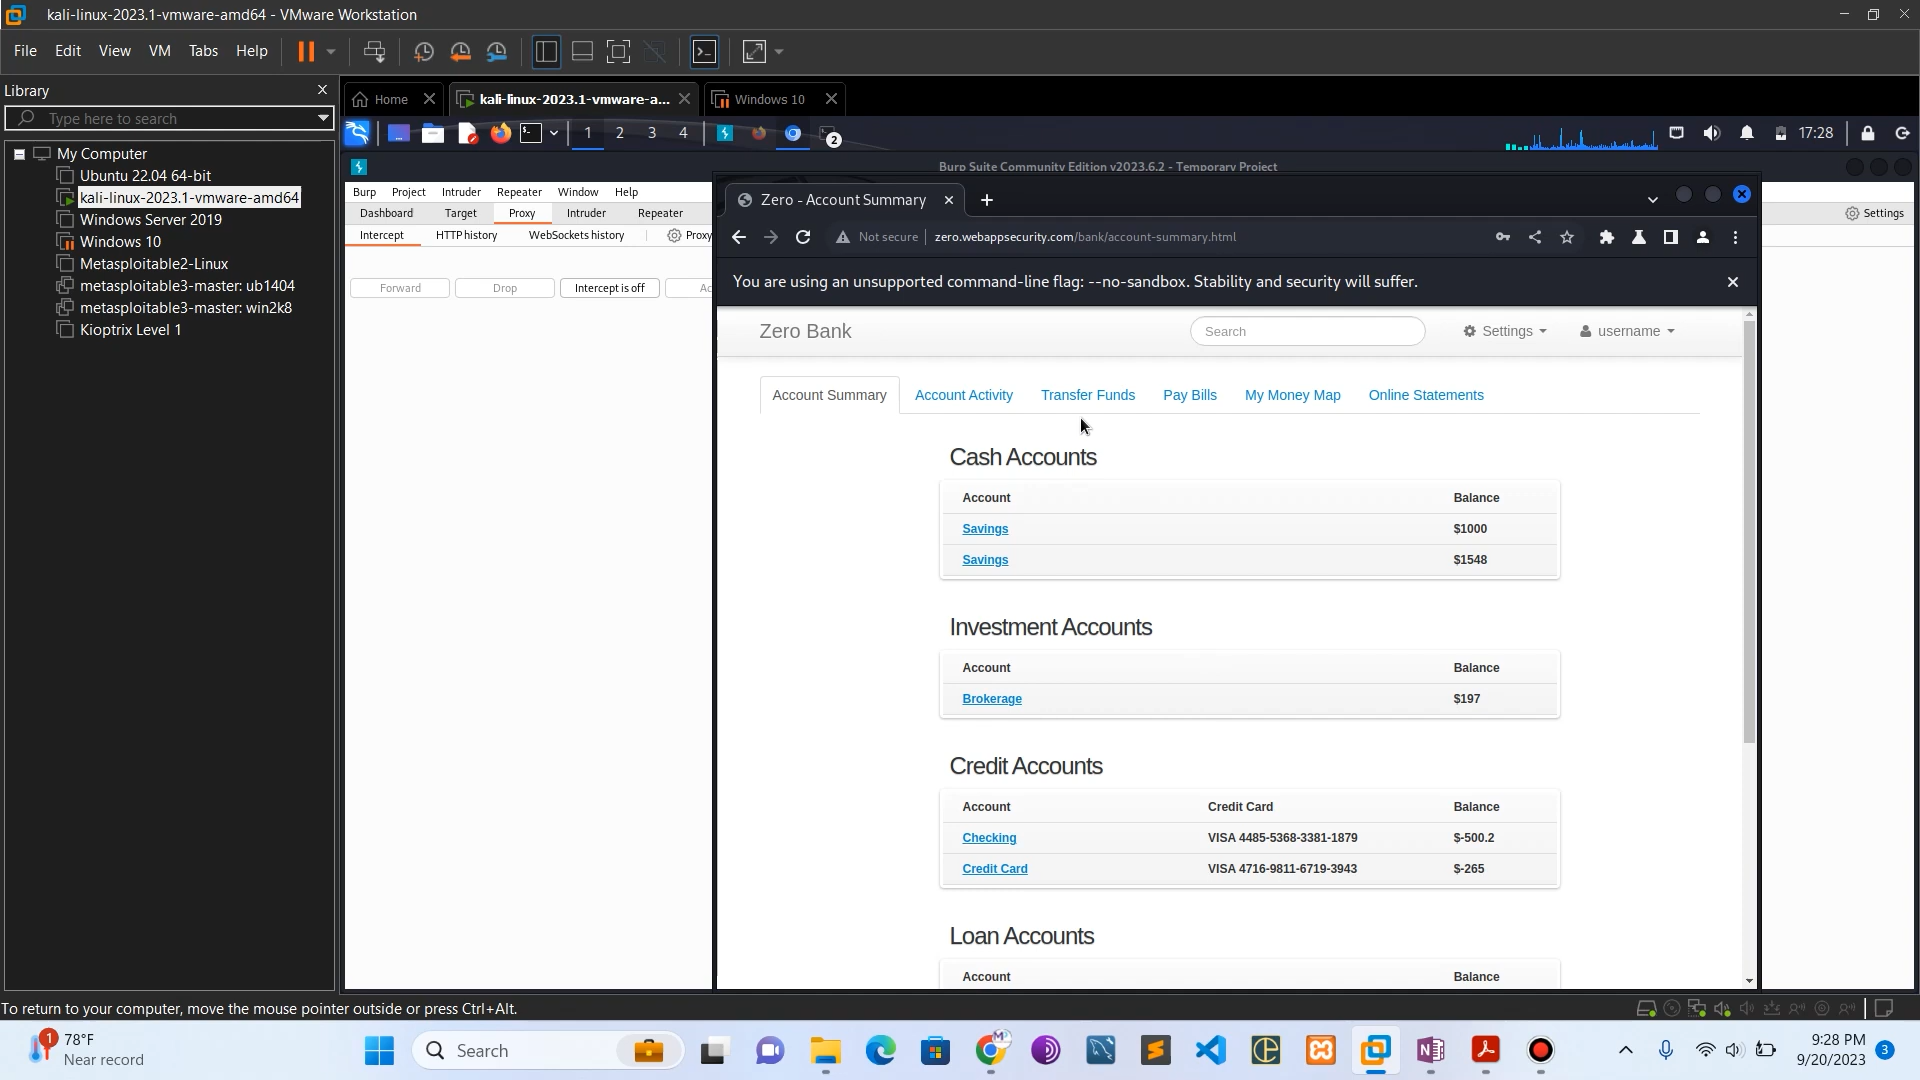 kali-linux-2023.1-vmware-amd64 - VMware Workstation
File Edit View VM Tabs Help
Library X
Type here to search
My Computer
Ubuntu 22.04 64-bit
kali-linux-2023.1-vmware-amd64
Windows Server 2019
Windows 10
Metasploitable2-Linux
metasploitable3-master: ub1404
metasploitable3-master: win2k8
Kioptrix Level 1
Home
kali-linux-2023.1-vmware-a...
Windows 10
1 2 3 4
2
17:28
Burp Suite Community Edition v2023.6.2 - Temporary Project
Burp Project Intruder Repeater Window Help
Dashboard Target Proxy Intruder Repeater
Settings
Intercept HTTP history WebSockets history Proxy
Forward Drop Intercept is off Ac
Zero - Account Summary
Not secure zero.webappsecurity.com/bank/account-summary.html
You are using an unsupported command-line flag: --no-sandbox. Stability and security will suffer.
Zero Bank Search Settings username
Account Summary Account Activity Transfer Funds Pay Bills My Money Map Online Statements
Cash Accounts
Account Balance
Savings $1000
Savings $1548
Investment Accounts
Account Balance
Brokerage $197
Credit Accounts
Account Credit Card Balance
Checking VISA 4485-5368-3381-1879 $-500.2
Credit Card VISA 4716-9811-6719-3943 $-265
Loan Accounts
Account Balance
To return to your computer, move the mouse pointer outside or press Ctrl+Alt.
1
78°F
Near record
Search
9:28 PM
9/20/2023
3